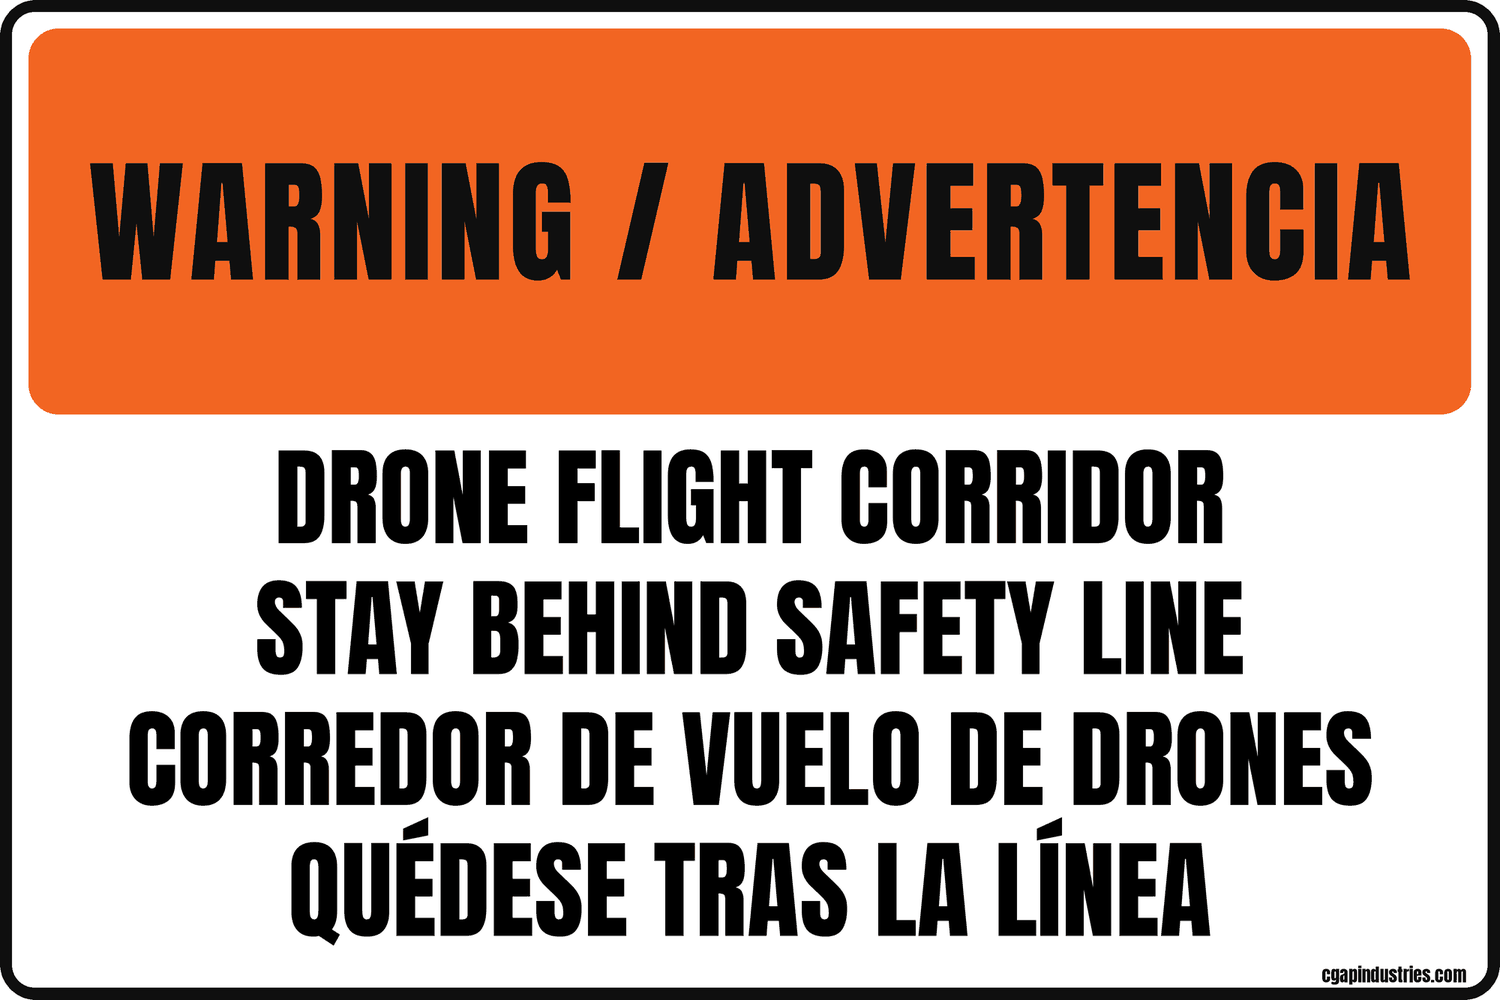 WARNING / ADVERTENCIA
DRONE FLIGHT CORRIDOR
STAY BEHIND SAFETY LINE
CORREDOR DE VUELO DE DRONES
QUÉDESE TRAS LA LÍNEA
cgapindustries.com